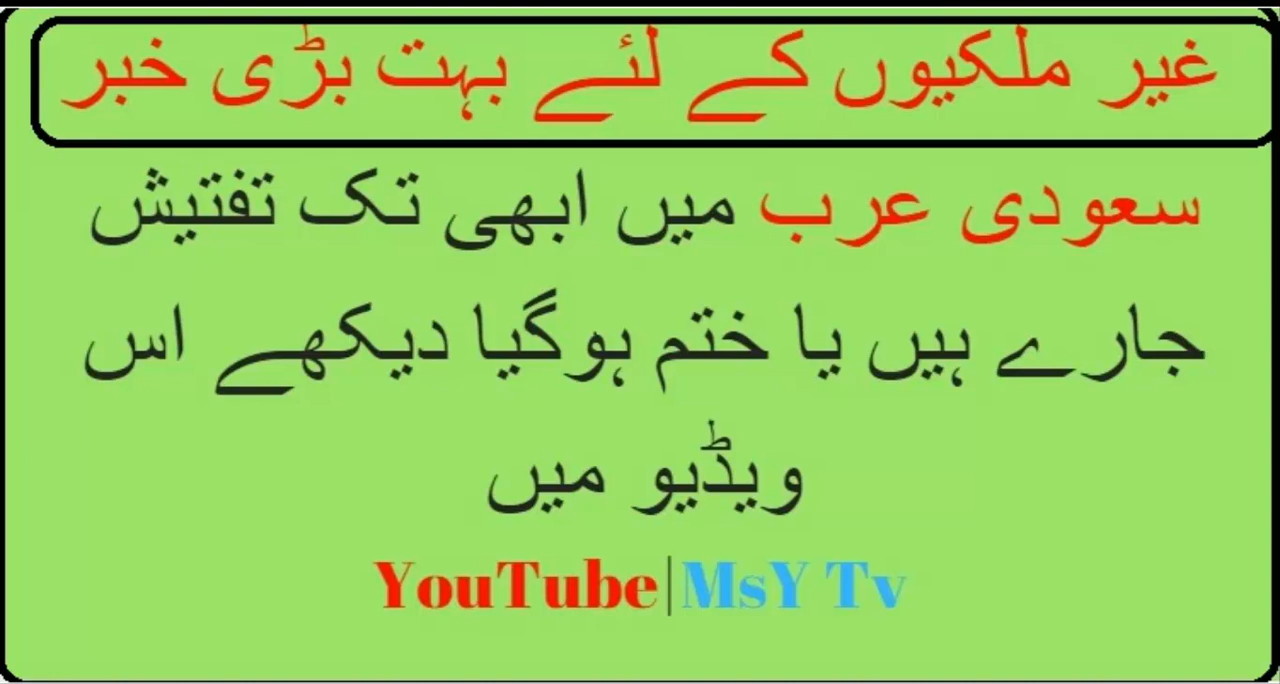 غیر ملکیوں کے لئے بہت بڑی خبر
سعودی عرب میں ابھی تک تفتیش
جارے ہیں یا ختم ہوگیا دیکھے اس
ویڈیو میں
YouTube|MsY Tv